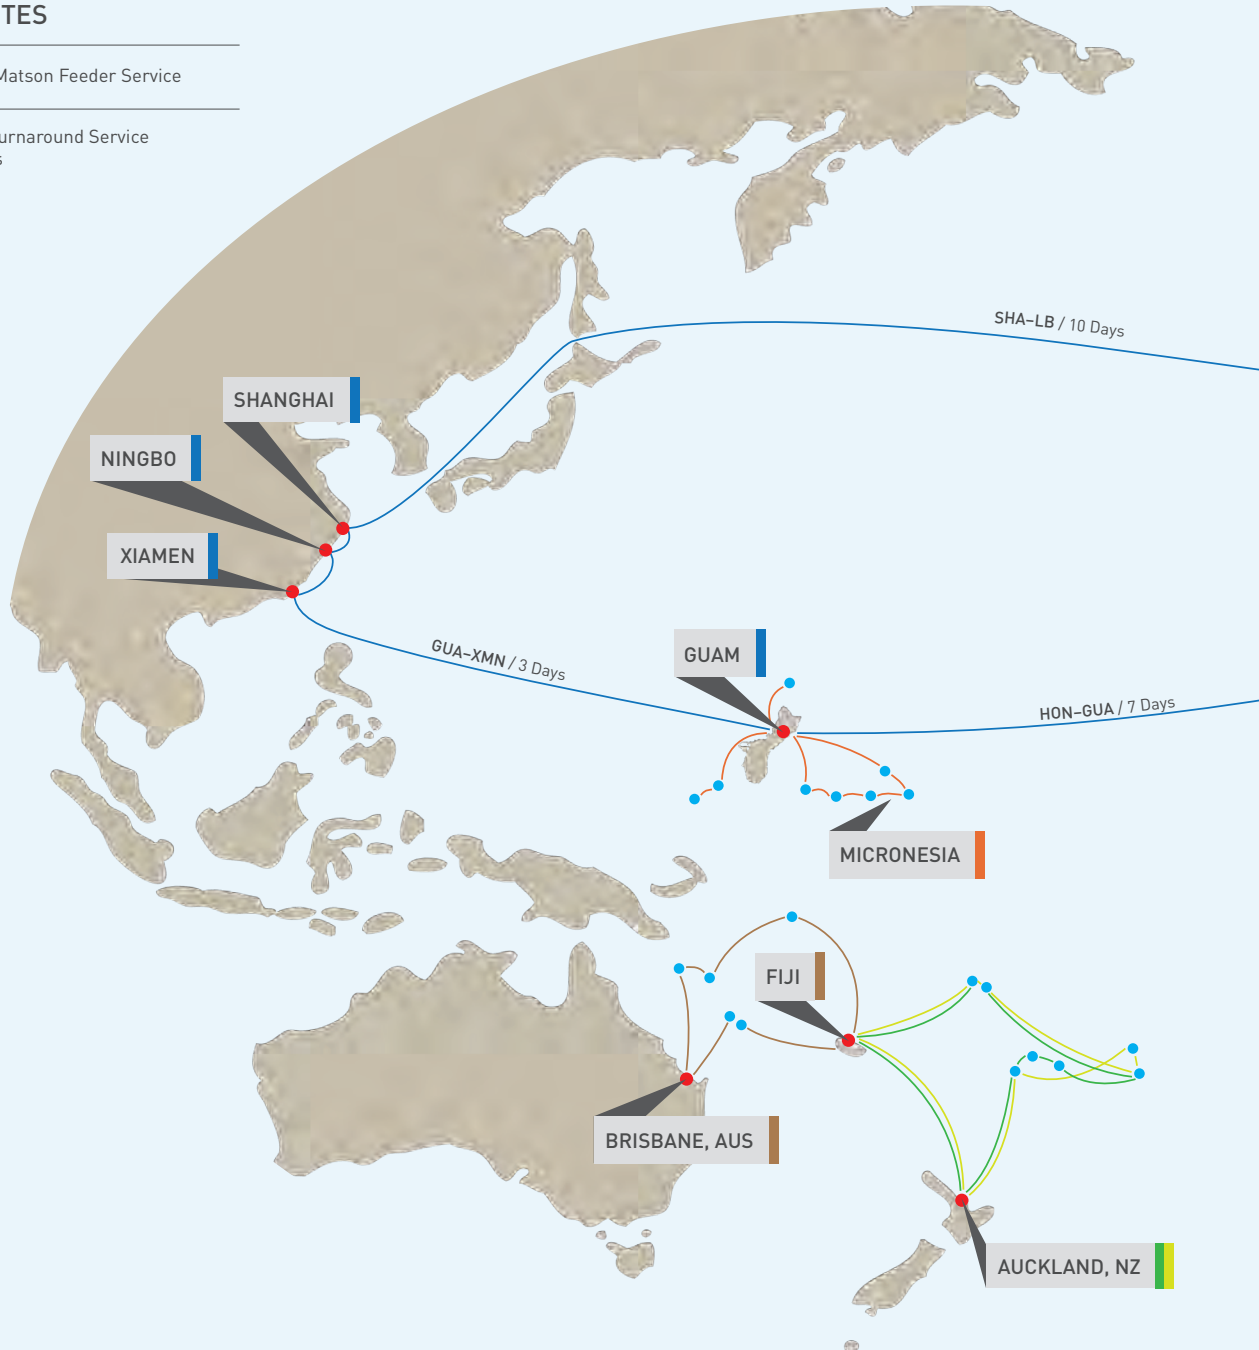 TES
Matson Feeder Service
urnaround Service
s
SHA–LB / 10 Days
SHANGHAI
NINGBO
XIAMEN
GUA–XMN / 3 Days
GUAM
HON–GUA / 7 Days
MICRONESIA
FIJI
BRISBANE, AUS
AUCKLAND, NZ